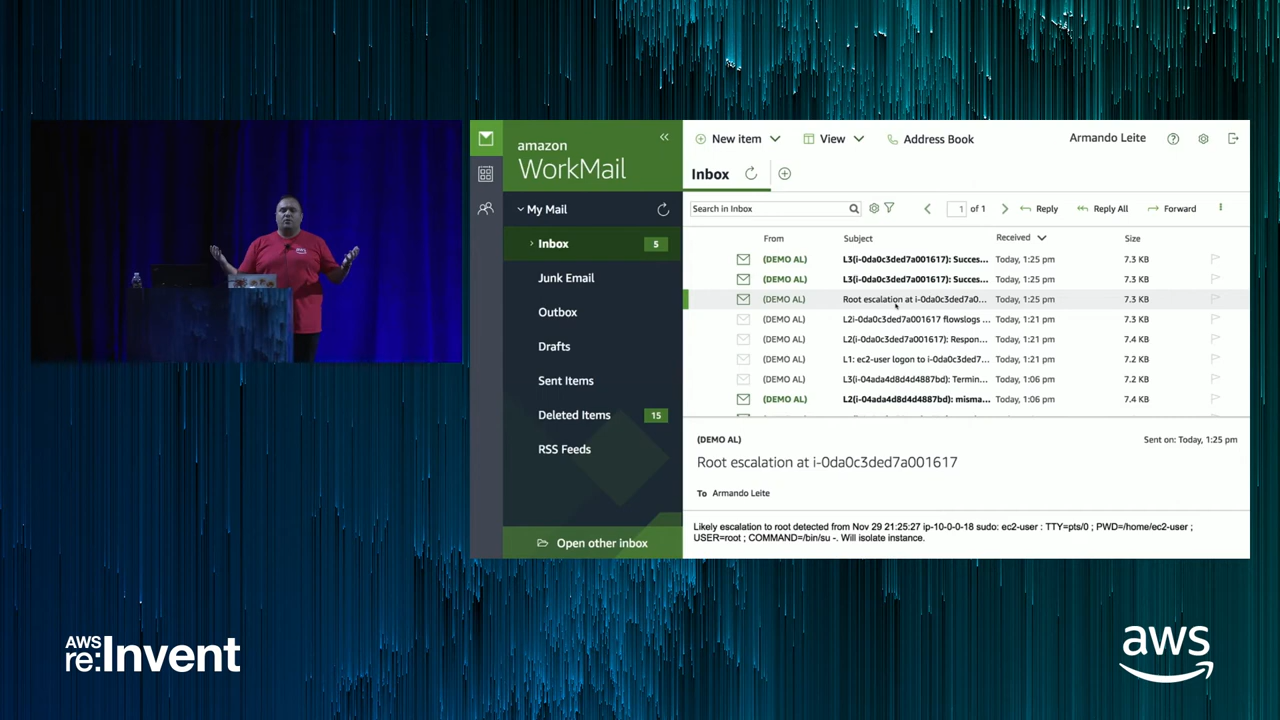 amazon
WorkMail
My Mail
Inbox 5
Junk Email
Outbox
Drafts
Sent Items
Deleted Items 15
RSS Feeds
Open other inbox
New item View Address Book Armando Leite
Inbox
Search in Inbox 1 of 1 Reply Reply All Forward
From Subject Received Size
(DEMO AL) L3(i-0da0c3ded7a001617): Succes... Today, 1:25 pm 7.3 KB
(DEMO AL) L3(i-0da0c3ded7a001617): Succes... Today, 1:25 pm 7.3 KB
(DEMO AL) Root escalation at i-0da0c3ded7a0... Today, 1:25 pm 7.3 KB
(DEMO AL) L2i-0da0c3ded7a001617 flowslogs ... Today, 1:21 pm 7.3 KB
(DEMO AL) L2(i-0da0c3ded7a001617): Respon... Today, 1:21 pm 7.4 KB
(DEMO AL) L1: ec2-user logon to i-0da0c3ded7... Today, 1:21 pm 7.3 KB
(DEMO AL) L3(i-04ada4d8d4d4887bd): Termin... Today, 1:06 pm 7.2 KB
(DEMO AL) L2(i-04ada4d8d4d4887bd): misma... Today, 1:06 pm 7.4 KB
(DEMO AL) Sent on: Today, 1:25 pm
Root escalation at i-0da0c3ded7a001617
To Armando Leite
Likely escalation to root detected from Nov 29 21:25:27 ip-10-0-0-18 sudo: ec2-user : TTY=pts/0 ; PWD=/home/ec2-user ;
USER=root ; COMMAND=/bin/su -. Will isolate instance.
AWS
re:Invent
aws